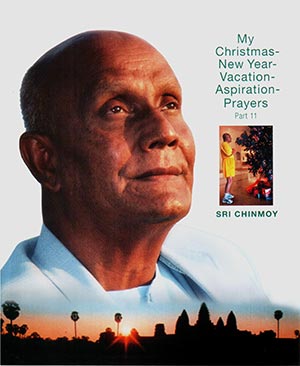 My
Christmas-
New Year-
Vacation-
Aspiration-
Prayers
Part 11
SRI CHINMOY